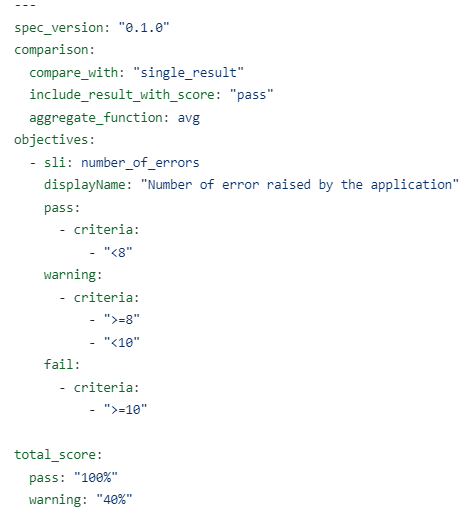 ---
spec_version: "0.1.0"
comparison:
  compare_with: "single_result"
  include_result_with_score: "pass"
  aggregate_function: avg
objectives:
  - sli: number_of_errors
    displayName: "Number of error raised by the application"
    pass:
      - criteria:
          - "<8"
    warning:
      - criteria:
          - ">=8"
          - "<10"
    fail:
      - criteria:
          - ">=10"
total_score:
  pass: "100%"
  warning: "40%"